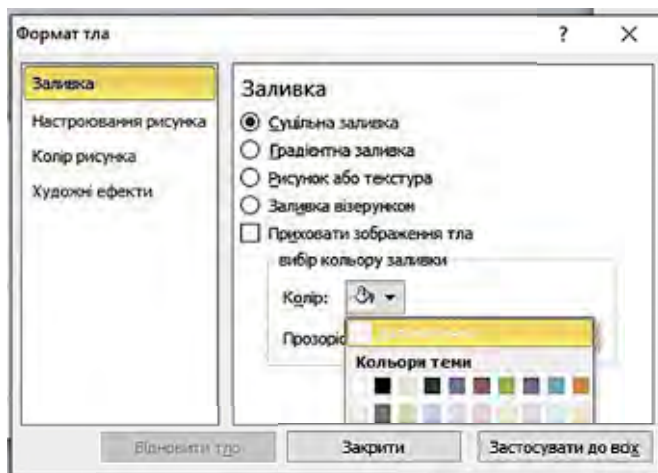 Формат тла ?
Заливка
Настроювання рисунка
Колір рисунка
Художні ефекти
Заливка
Суцільна заливка
Градієнтна заливка
Рисунок або текстура
Заливка візерунком
Приховати зображення тла
вибір кольору заливки
Колір:
Прозоріс
Кольори теми
Відновити тло
Закрити
Застосувати до всіх